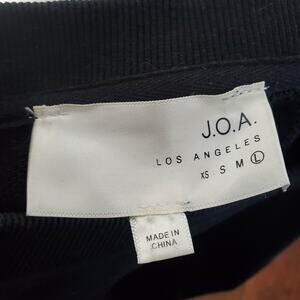 J.O.A.
LOS ANGELES
XS S M L
MADE IN
CHINA